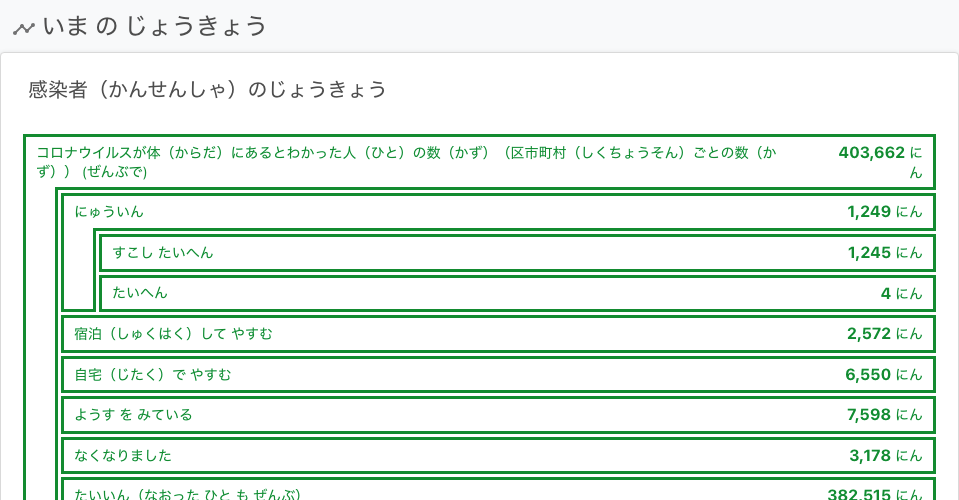 いま の じょうきょう
感染者（かんせんしゃ）のじょうきょう
コロナウイルスが体（からだ）にあるとわかった人（ひと）の数（かず）（区市町村（しくちょうそん）ごとの数（か
ず）） (ぜんぶで)
403,662 に
ん
にゅういん 1,249 にん
すこし たいへん 1,245 にん
たいへん 4 にん
宿泊（しゅくはく）して やすむ 2,572 にん
自宅（じたく）で やすむ 6,550 にん
ようす を みている 7,598 にん
なくなりました 3,178 にん
たいいん（なおった ひと も ぜんぶ） 382,515 にん